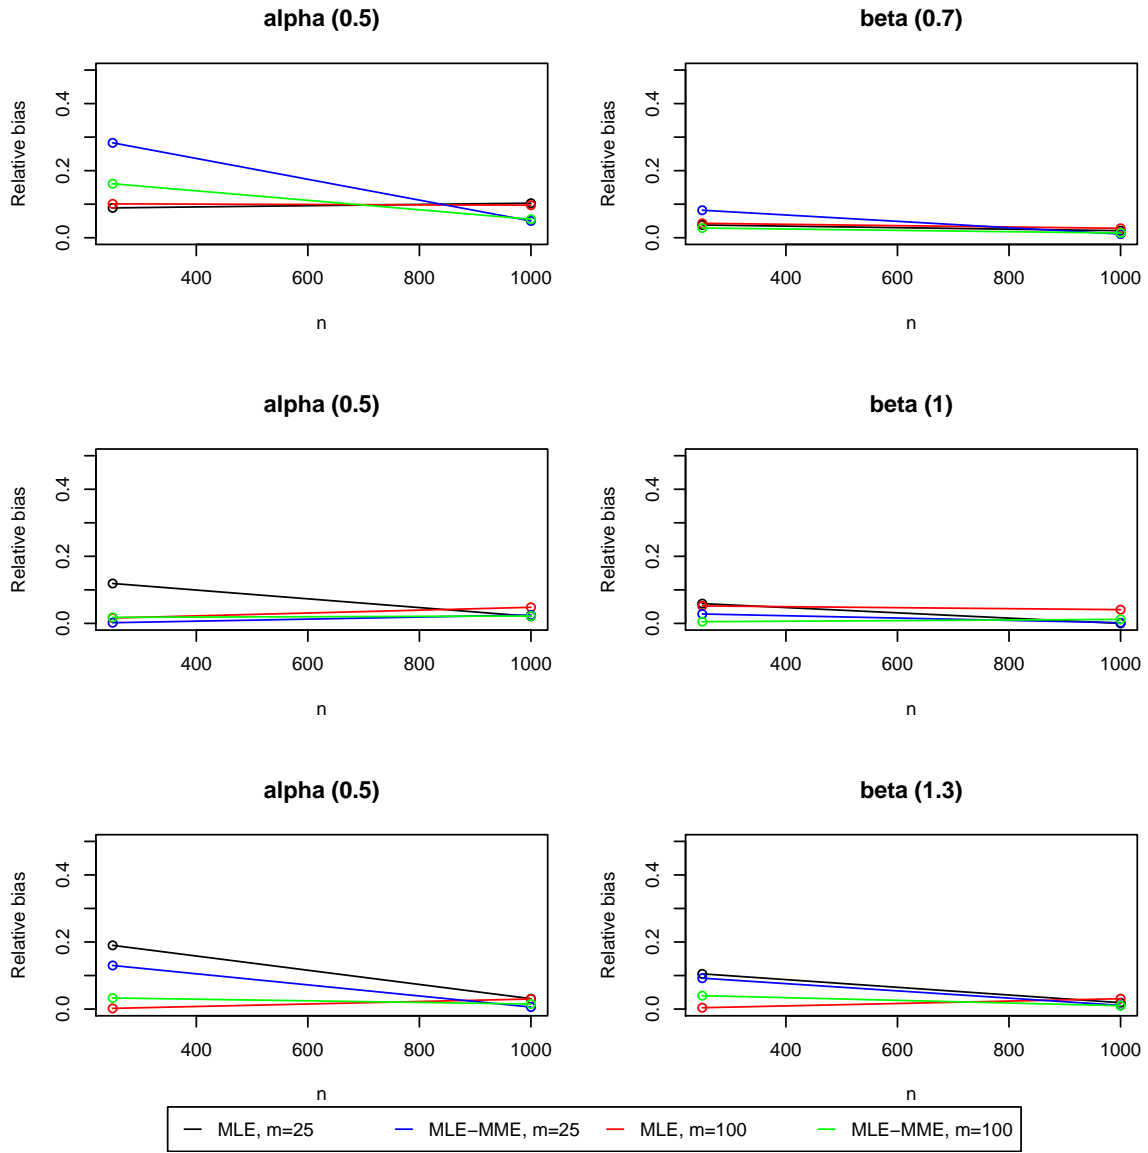 alpha (0.5)
beta (0.7)
Relative bias
0.0 0.2 0.4
400 600 800 1000
n
Relative bias
0.0 0.2 0.4
400 600 800 1000
n
alpha (0.5)
beta (1)
Relative bias
0.0 0.2 0.4
400 600 800 1000
n
Relative bias
0.0 0.2 0.4
400 600 800 1000
n
alpha (0.5)
beta (1.3)
Relative bias
0.0 0.2 0.4
400 600 800 1000
n
Relative bias
0.0 0.2 0.4
400 600 800 1000
n
MLE, m=25 MLE−MME, m=25 MLE, m=100 MLE−MME, m=100